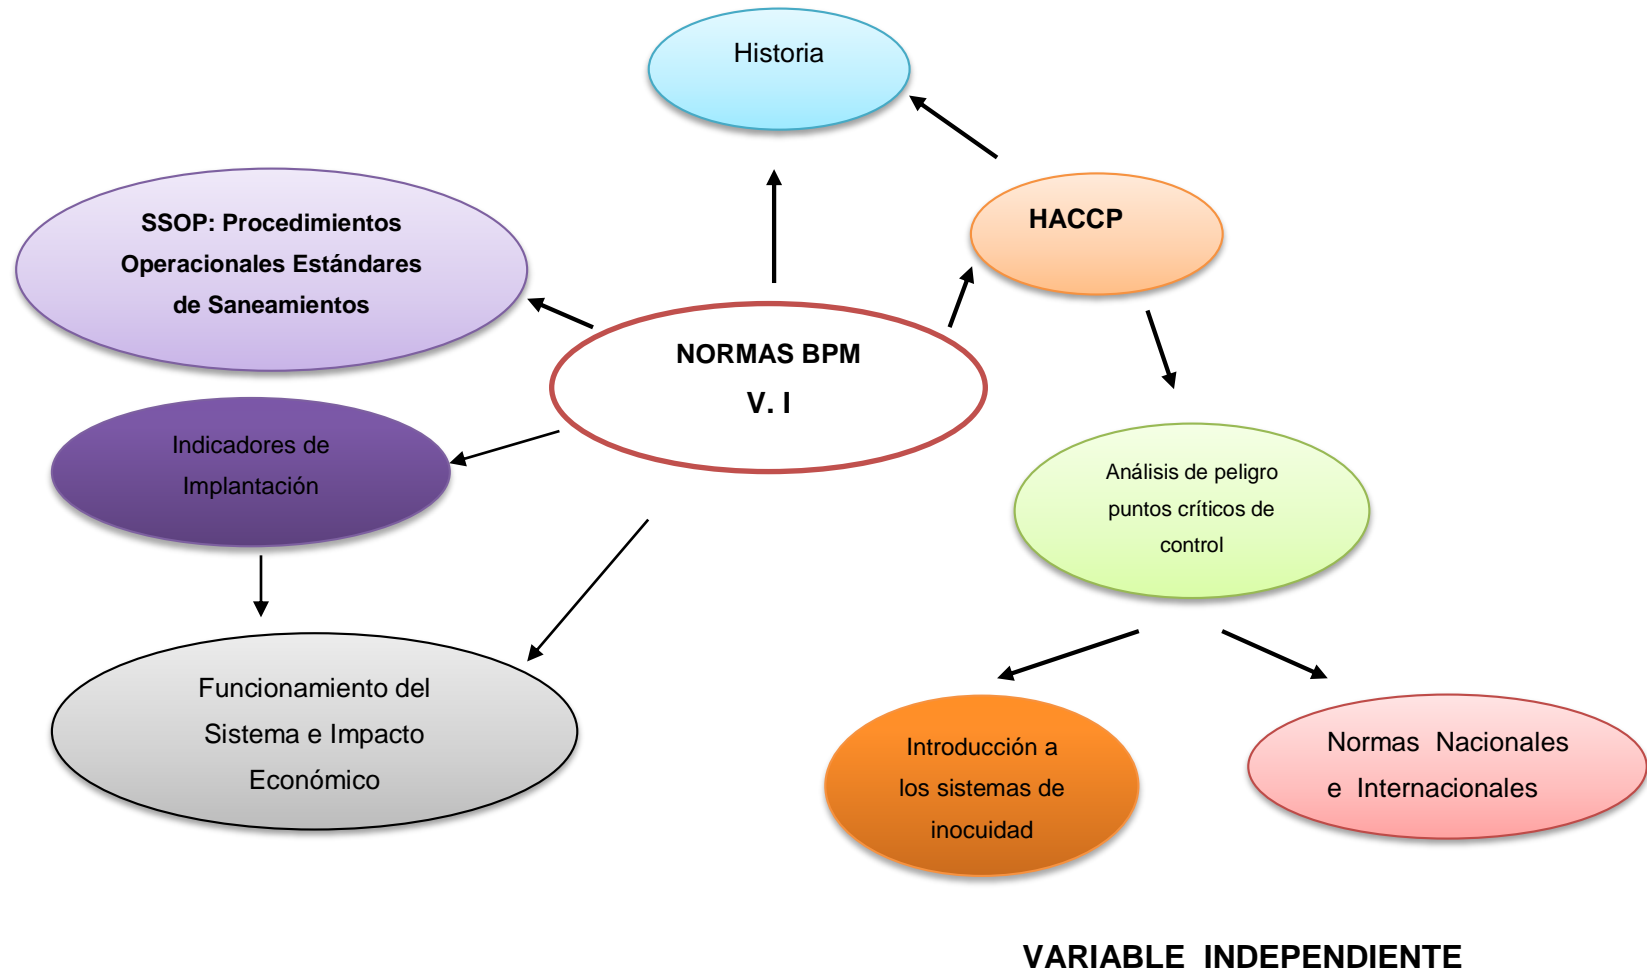 Historia
HACCP
SSOP: Procedimientos
Operacionales Estándares
de Saneamientos
NORMAS BPM
V. I
Indicadores de
Implantación
Análisis de peligro
puntos críticos de
control
Funcionamiento del
Sistema e Impacto
Económico
Introducción a
los sistemas de
inocuidad
Normas Nacionales
e Internacionales
VARIABLE INDEPENDIENTE